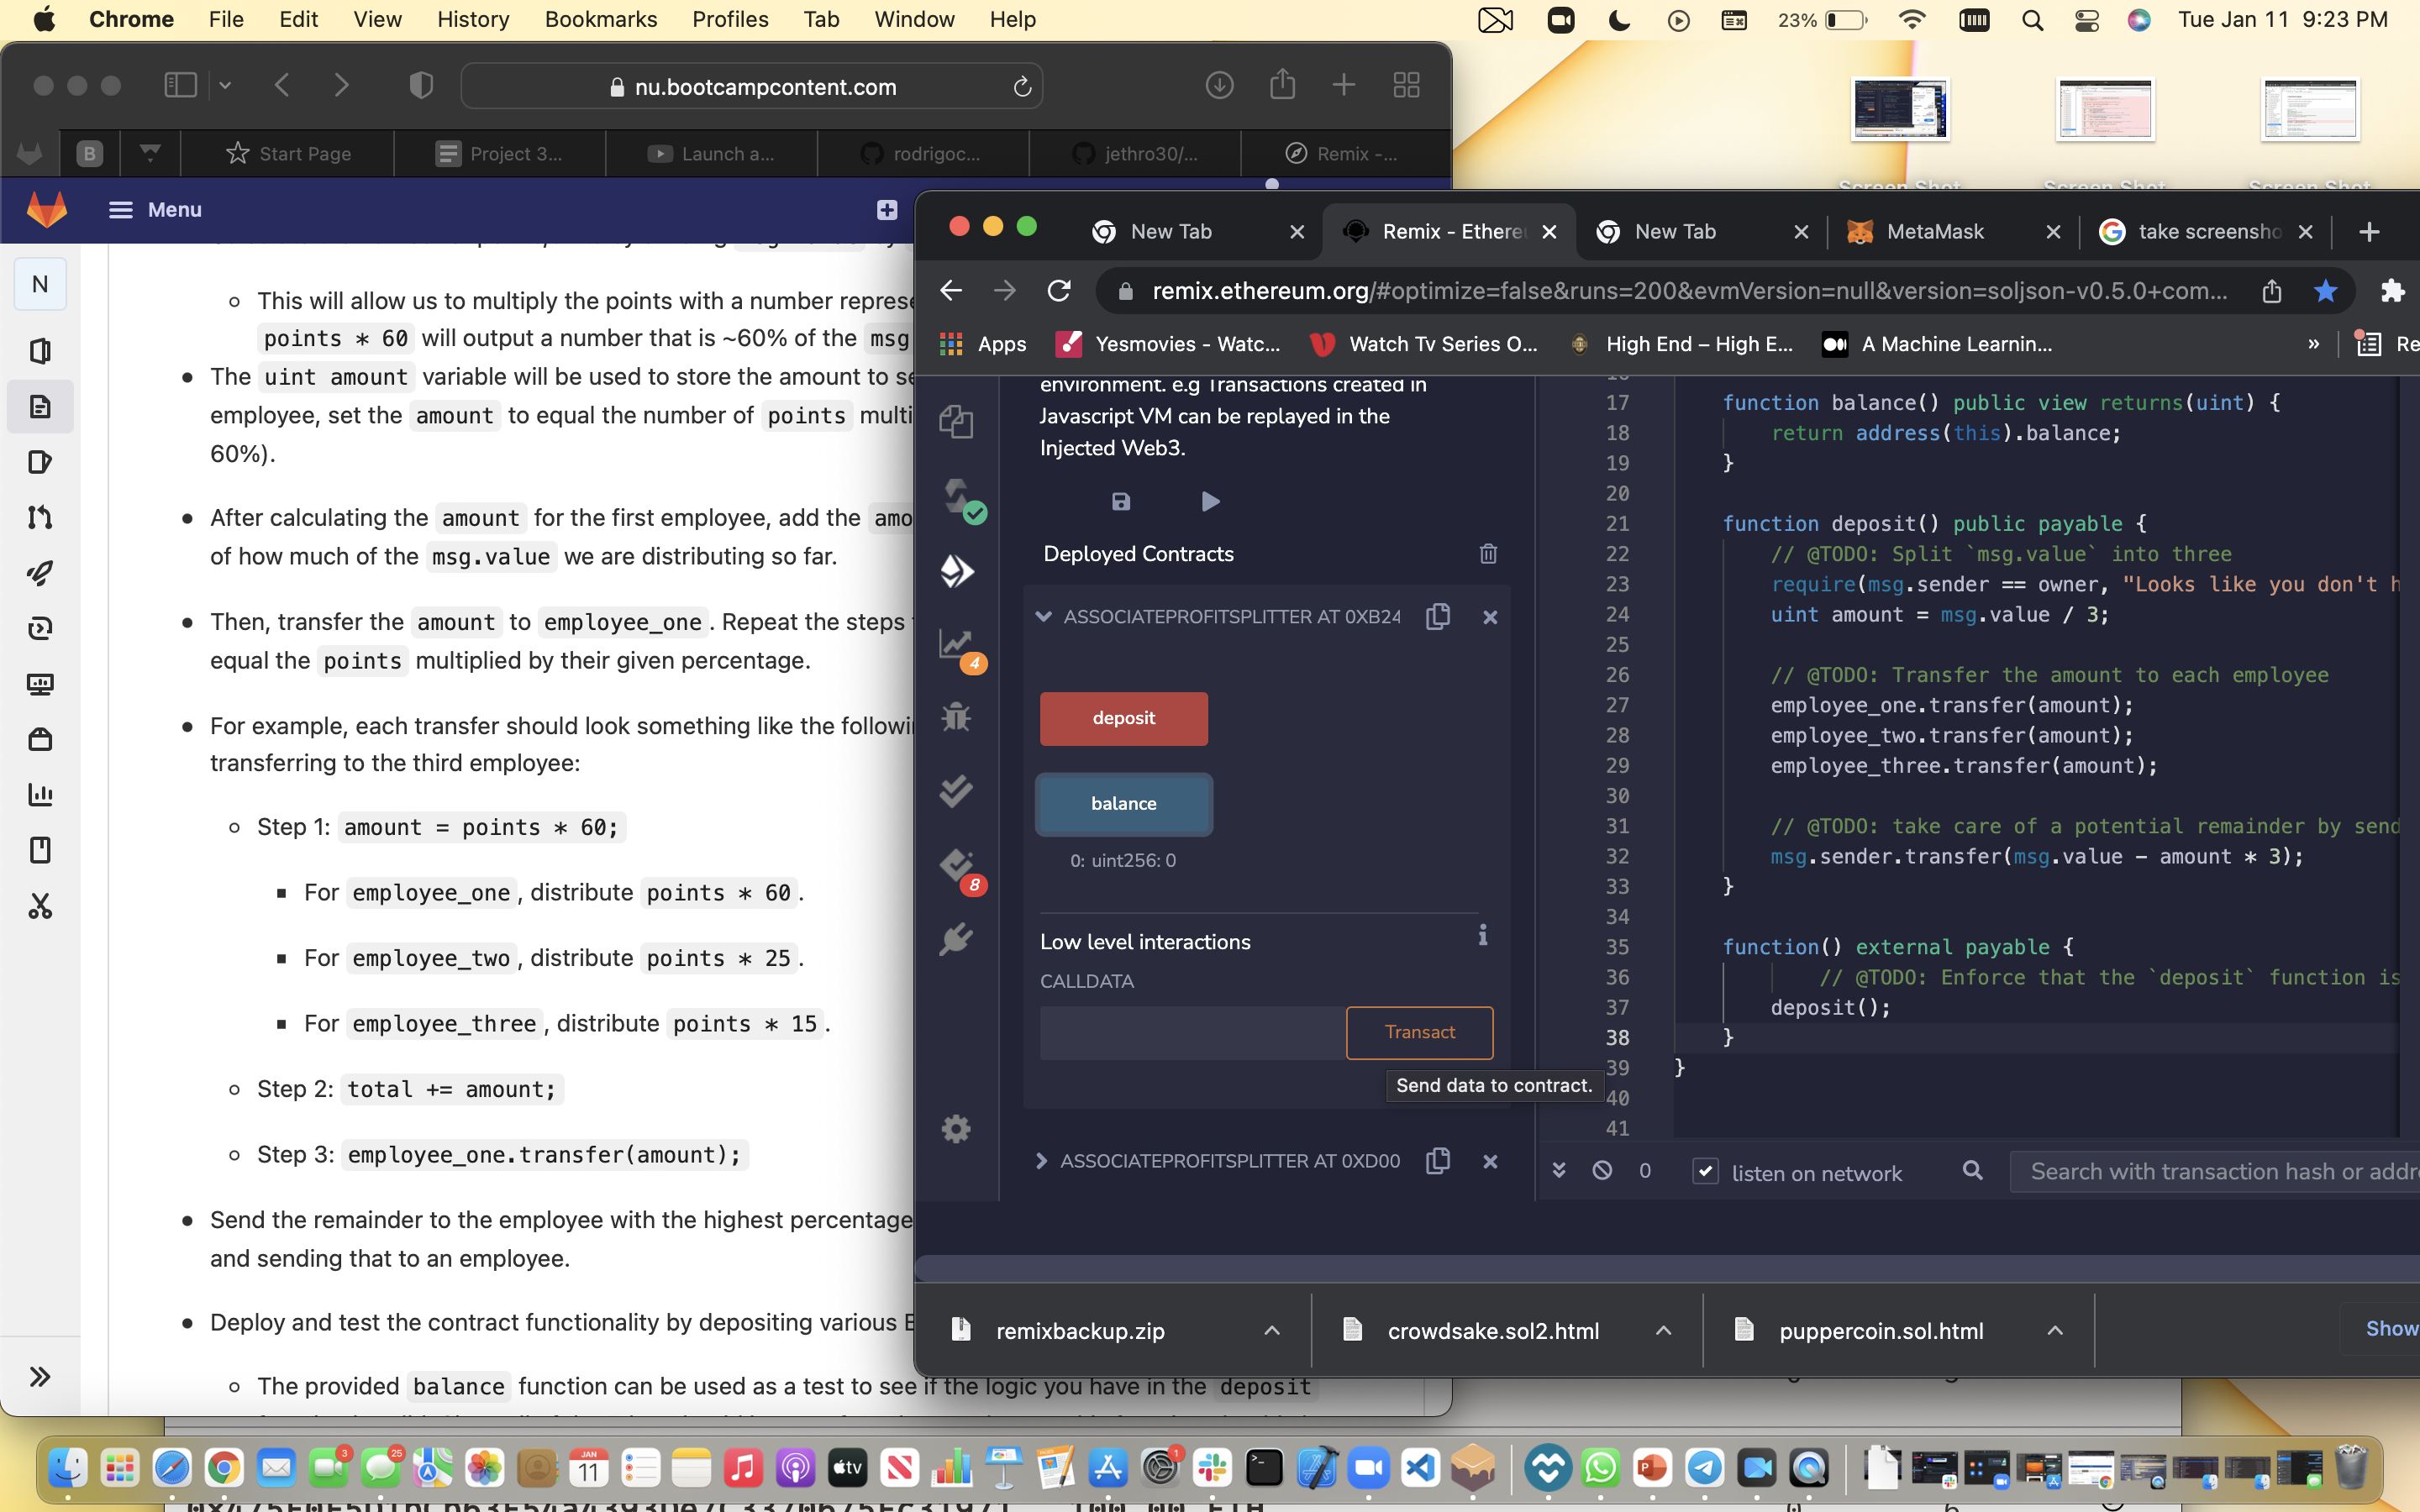 Chrome File Edit View History Bookmarks Profiles Tab Window Help
23% Tue Jan 11 9:23 PM
nu.bootcampcontent.com
B Start Page Project 3... Launch a... rodrigoc... jethro30/... Remix -...
Menu
N
This will allow us to multiply the points with a number
points * 60 will output a number that is ~60% of the msg
The uint amount variable will be used to store the amount to
employee, set the amount to equal the number of points
60%).
After calculating the amount for the first employee, add the
of how much of the msg.value we are distributing so far.
Then, transfer the amount to employee_one. Repeat the steps
equal the points multiplied by their given percentage.
For example, each transfer should look something like the
transferring to the third employee:
Step 1: amount = points * 60;
For employee_one, distribute points * 60.
For employee_two, distribute points * 25.
For employee_three, distribute points * 15.
Step 2: total += amount;
Step 3: employee_one.transfer(amount);
Send the remainder to the employee with the highest percentage
and sending that to an employee.
Deploy and test the contract functionality by depositing various
The provided balance function can be used as a test to see if the logic you have in the deposit
New Tab Remix - Ethere New Tab MetaMask take screensho
remix.ethereum.org/#optimize=false&runs=200&evmVersion=null&version=soljson-v0.5.0+com...
Apps Yesmovies - Watc... Watch Tv Series O... High End – High E... A Machine Learnin... » Re
environment. e.g Transactions created in
Javascript VM can be replayed in the
Injected Web3.
Deployed Contracts
ASSOCIATEPROFITSPLITTER AT 0XB24
4
deposit
balance
0: uint256: 0
8
Low level interactions
CALLDATA
Transact
Send data to contract.
ASSOCIATEPROFITSPLITTER AT 0XD00
17 function balance() public view returns(uint) {
18 return address(this).balance;
19 }
20
21 function deposit() public payable {
22 // @TODO: Split `msg.value` into three
23 require(msg.sender == owner, "Looks like you don't h
24 uint amount = msg.value / 3;
25
26 // @TODO: Transfer the amount to each employee
27 employee_one.transfer(amount);
28 employee_two.transfer(amount);
29 employee_three.transfer(amount);
30
31 // @TODO: take care of a potential remainder by send
32 msg.sender.transfer(msg.value - amount * 3);
33 }
34
35 function() external payable {
36 // @TODO: Enforce that the `deposit` function is
37 deposit();
38 }
39 }
40
41
0 listen on network Search with transaction hash or addr
remixbackup.zip crowdsake.sol2.html puppercoin.sol.html Show
3 25 JAN 11 tv 1